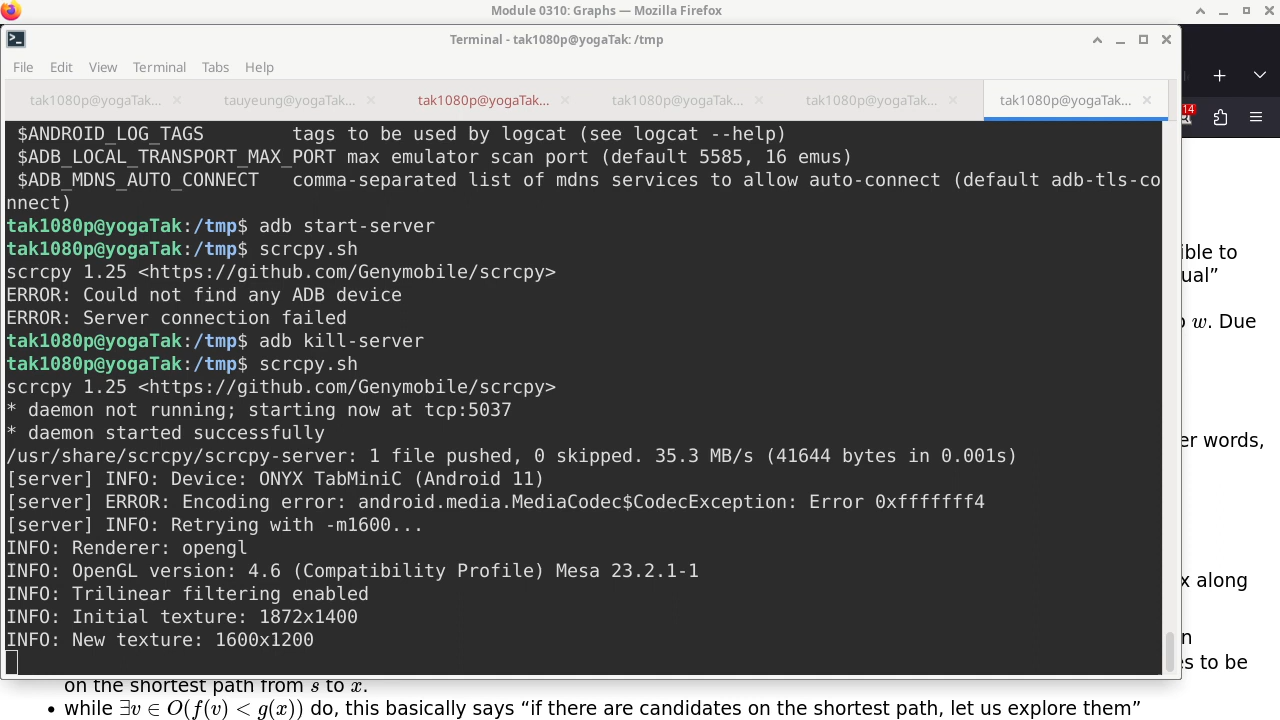 Module 0310: Graphs — Mozilla Firefox
Terminal - tak1080p@yogaTak: /tmp
File Edit View Terminal Tabs Help
tak1080p@yogaTak... tauyeung@yogaTak... tak1080p@yogaTak... tak1080p@yogaTak... tak1080p@yogaTak... tak1080p@yogaTak...
14
$ANDROID_LOG_TAGS        tags to be used by logcat (see logcat --help)
$ADB_LOCAL_TRANSPORT_MAX_PORT max emulator scan port (default 5585, 16 emus)
$ADB_MDNS_AUTO_CONNECT   comma-separated list of mdns services to allow auto-connect (default adb-tls-co
nnect)
tak1080p@yogaTak:/tmp$ adb start-server
tak1080p@yogaTak:/tmp$ scrcpy.sh
scrcpy 1.25 <https://github.com/Genymobile/scrcpy>
ERROR: Could not find any ADB device
ERROR: Server connection failed
tak1080p@yogaTak:/tmp$ adb kill-server
tak1080p@yogaTak:/tmp$ scrcpy.sh
scrcpy 1.25 <https://github.com/Genymobile/scrcpy>
* daemon not running; starting now at tcp:5037
* daemon started successfully
/usr/share/scrcpy/scrcpy-server: 1 file pushed, 0 skipped. 35.3 MB/s (41644 bytes in 0.001s)
[server] INFO: Device: ONYX TabMiniC (Android 11)
[server] ERROR: Encoding error: android.media.MediaCodec$CodecException: Error 0xfffffff4
[server] INFO: Retrying with -m1600...
INFO: Renderer: opengl
INFO: OpenGL version: 4.6 (Compatibility Profile) Mesa 23.2.1-1
INFO: Trilinear filtering enabled
INFO: Initial texture: 1872x1400
INFO: New texture: 1600x1200
ible to
ual”
w. Due
er words,
x along
n
es to be
on the shortest path from s to x.
• while ∃v ∈ O(f(v) < g(x)) do, this basically says “if there are candidates on the shortest path, let us explore them”